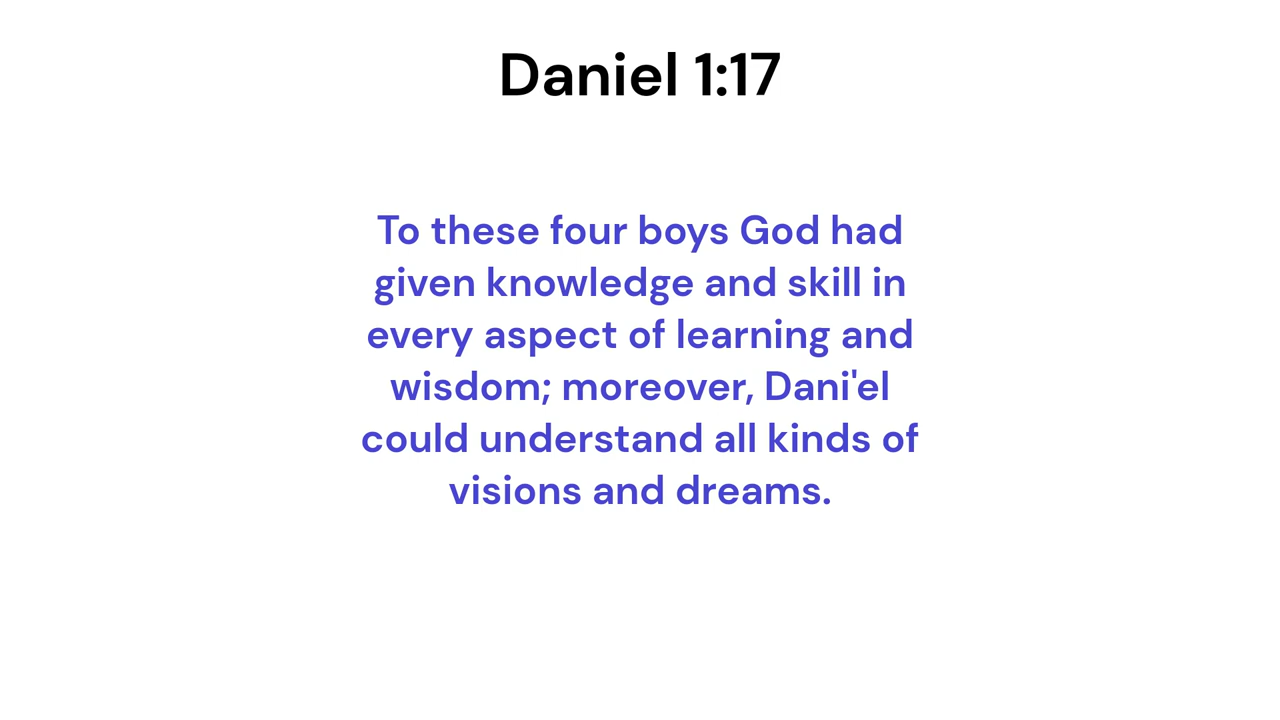 Daniel 1:17
To these four boys God had
given knowledge and skill in
every aspect of learning and
wisdom; moreover, Dani'el
could understand all kinds of
visions and dreams.